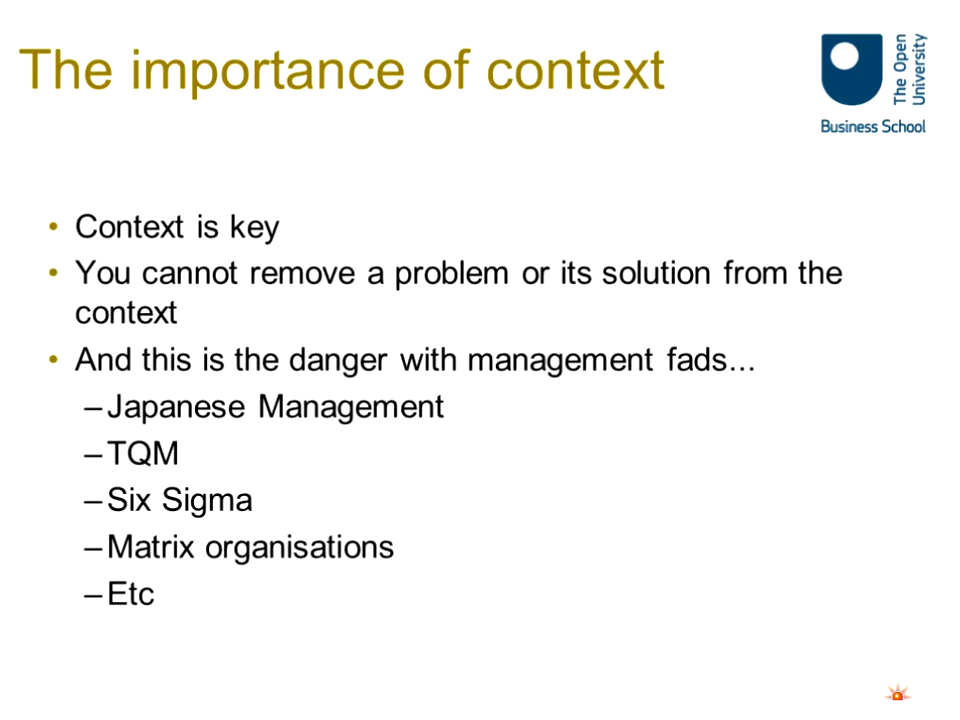 The importance of context
The Open
University
Business School
• Context is key
• You cannot remove a problem or its solution from the
context
• And this is the danger with management fads...
–Japanese Management
–TQM
–Six Sigma
–Matrix organisations
–Etc